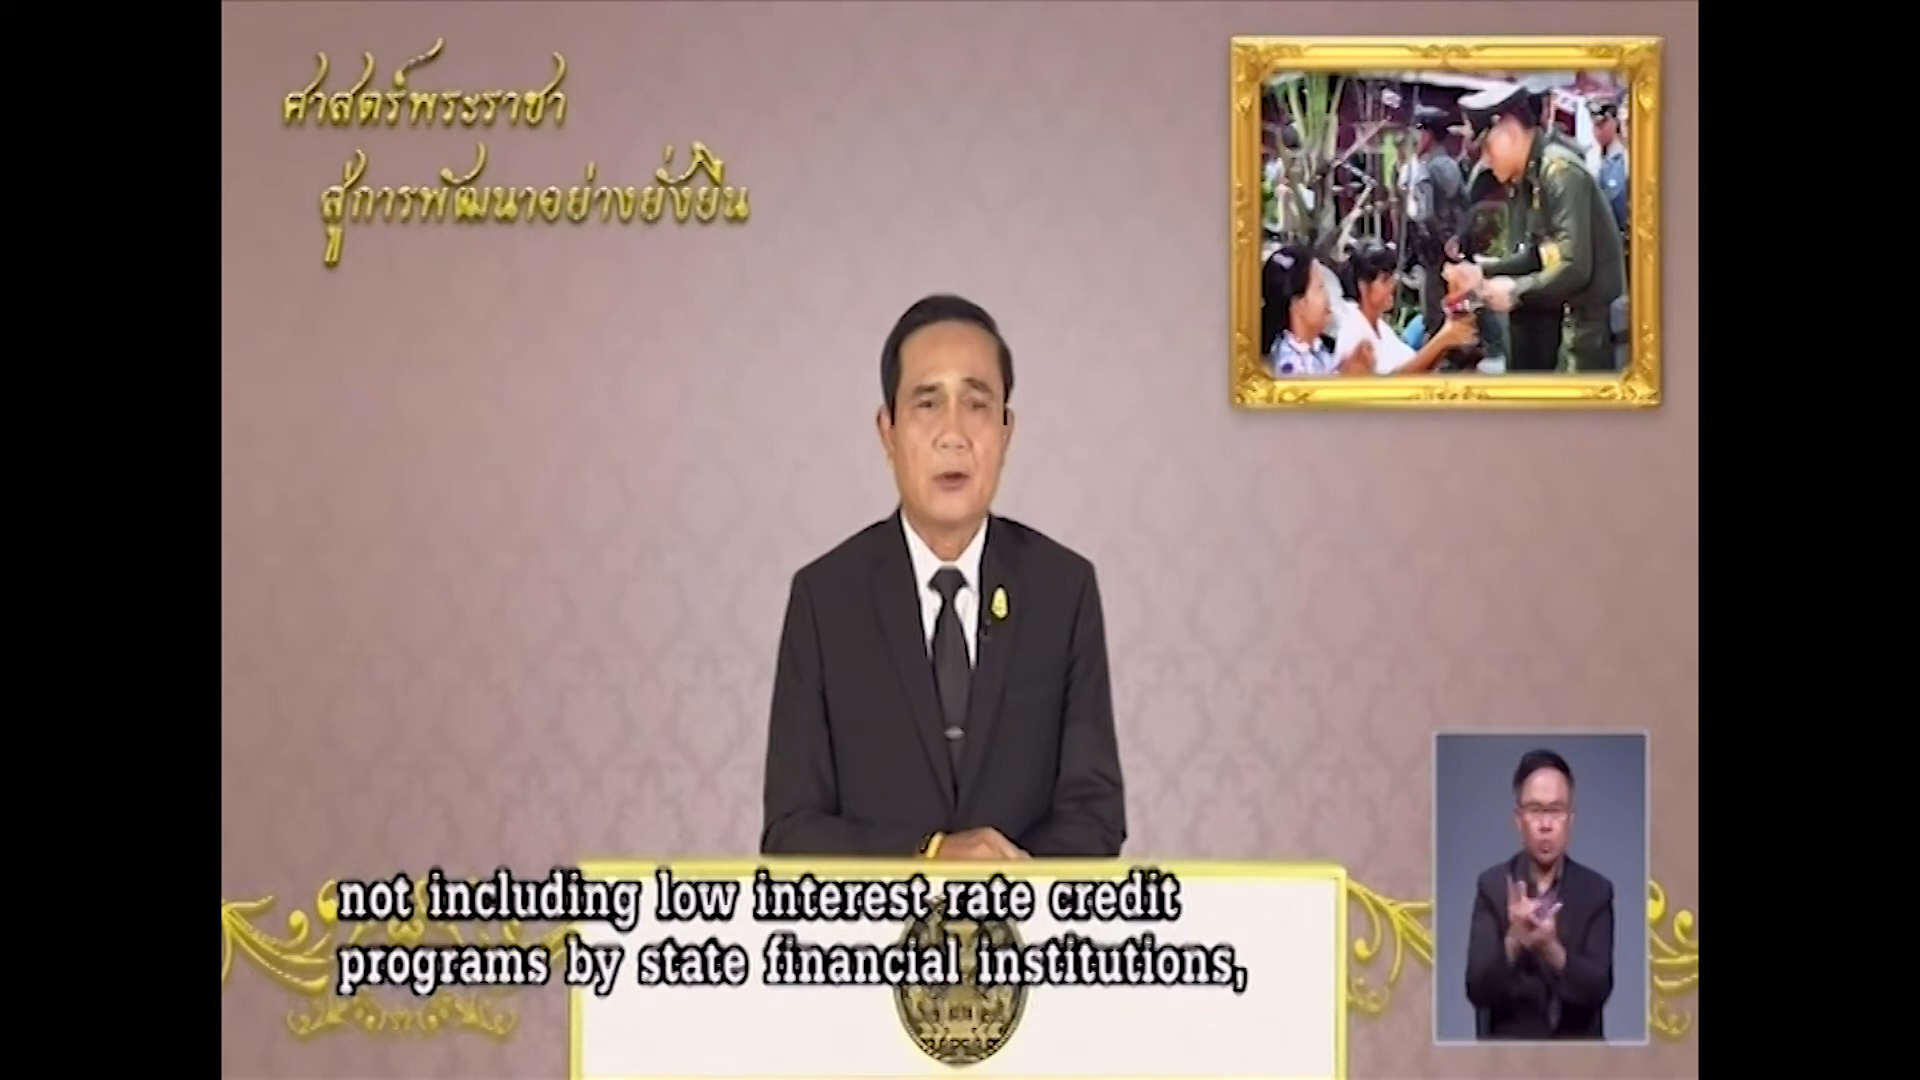 ศาสตร์พระราชา
สู่การพัฒนาอย่างยั่งยืน
not including low interest rate credit
programs by state financial institutions,